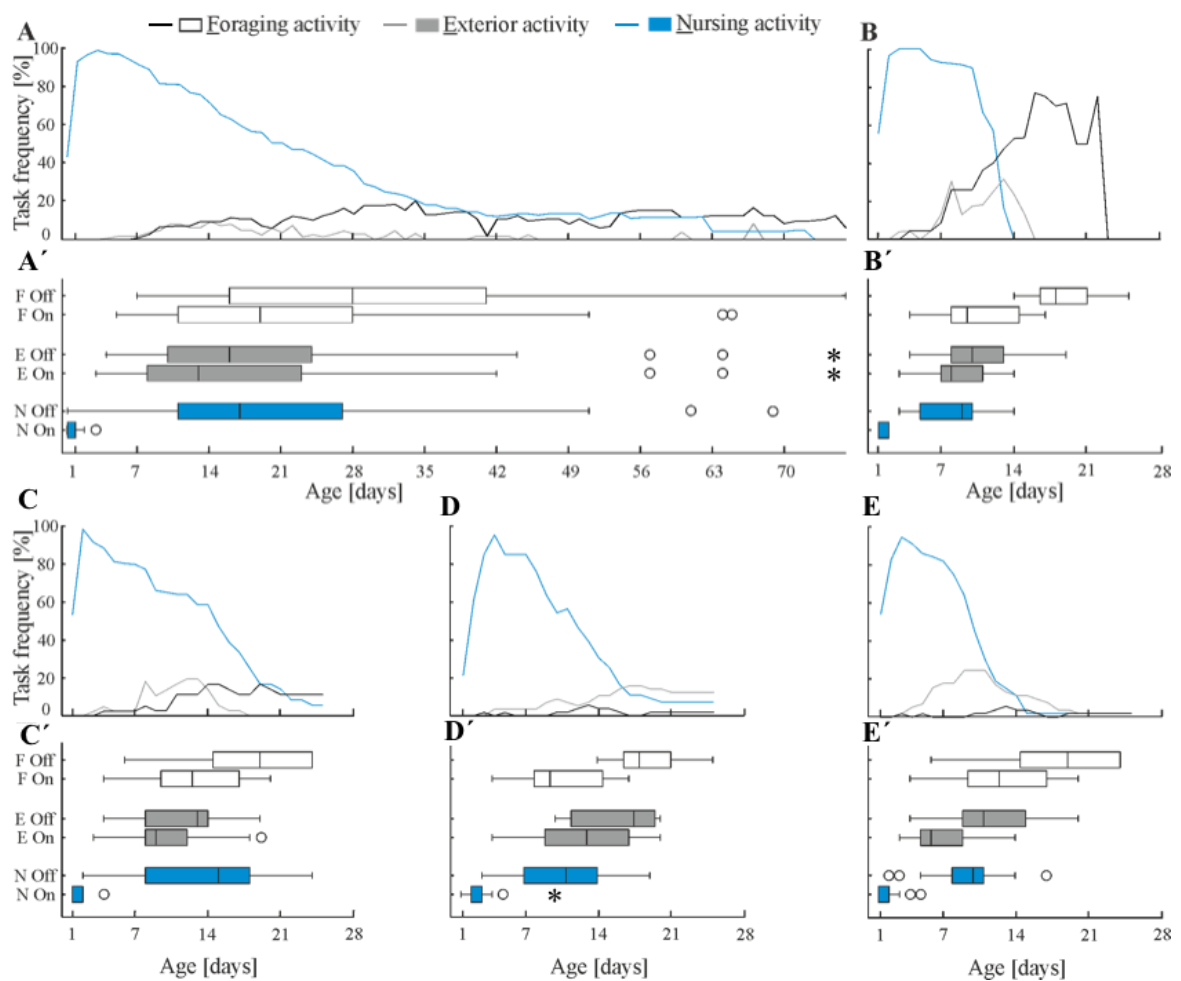 Foraging activity Exterior activity Nursing activity
A B
Task frequency [%]
100
80
60
40
20
0
A´ B´
F Off
F On
E Off
E On
N Off
N On
* *
1 7 14 21 28 35 42 49 56 63 70 1 7 14 21 28
Age [days] Age [days]
C D E
Task frequency [%]
100
80
60
40
20
0
C´ D´ E´
F Off
F On
E Off
E On
N Off
N On
*
1 7 14 21 28 1 7 14 21 28 1 7 14 21 28
Age [days] Age [days] Age [days]